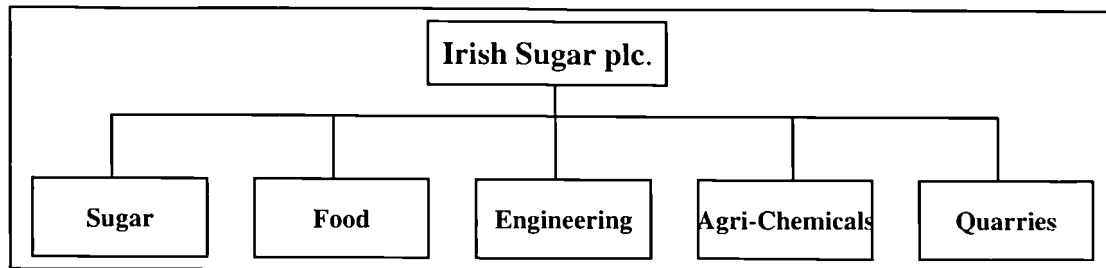 Irish Sugar plc.
Sugar
Food
Engineering
Agri-Chemicals
Quarries